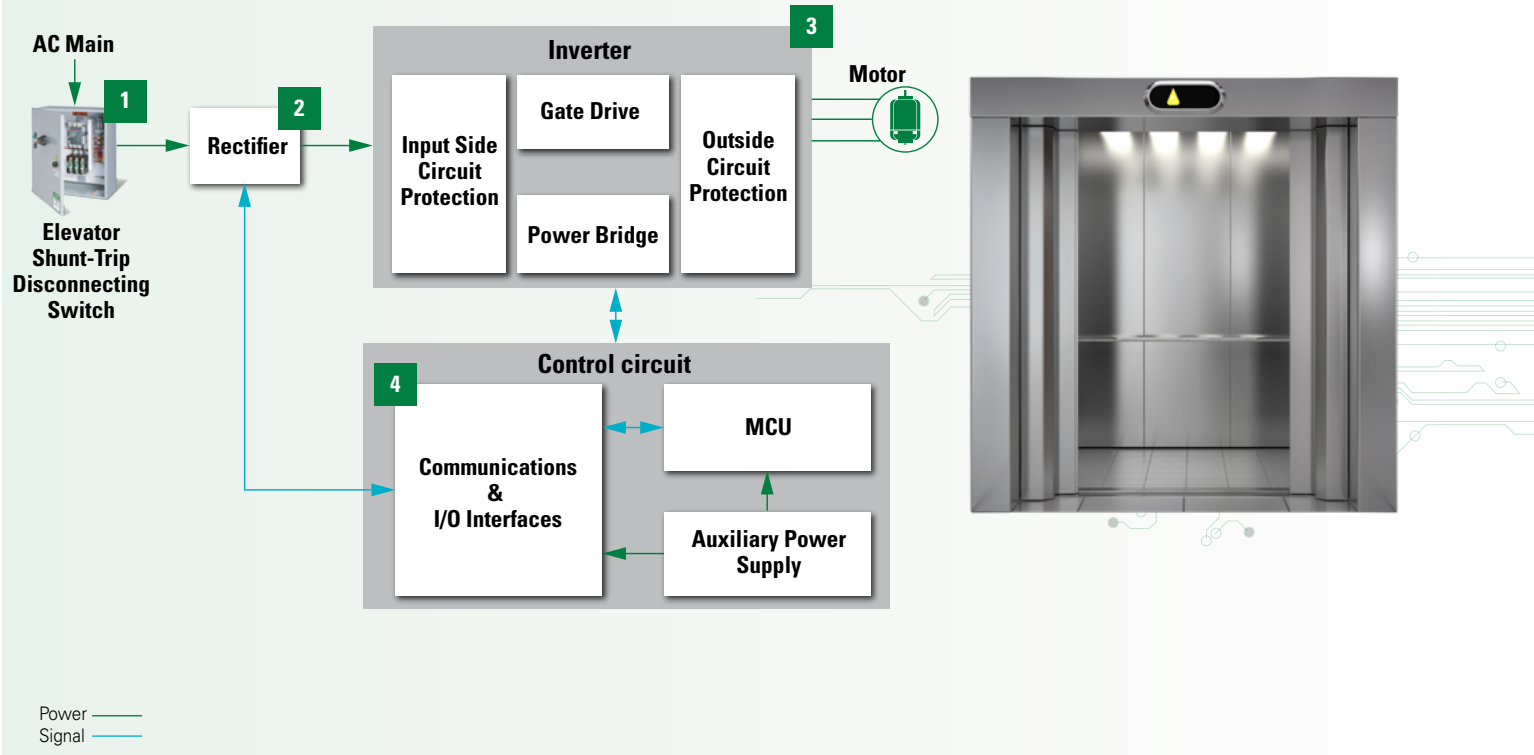 AC Main
1
Elevator
Shunt-Trip
Disconnecting
Switch
2
Rectifier
3
Inverter
Input Side
Circuit
Protection
Gate Drive
Power Bridge
Outside
Circuit
Protection
Motor
Control circuit
4
Communications
&
I/O Interfaces
MCU
Auxiliary Power
Supply
Power
Signal